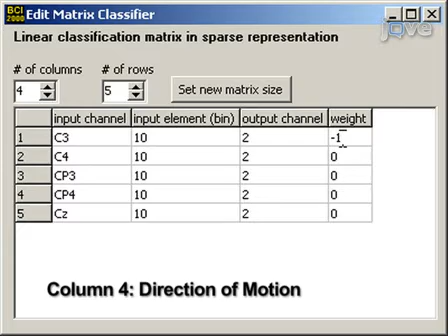 BCI 2000 Edit Matrix Classifier
jove
Linear classification matrix in sparse representation
# of columns # of rows
4 5 Set new matrix size
input channel input element (bin) output channel weight
1 C3 10 2 -1
2 C4 10 2 0
3 CP3 10 2 0
4 CP4 10 2 0
5 Cz 10 2 0
Column 4: Direction of Motion